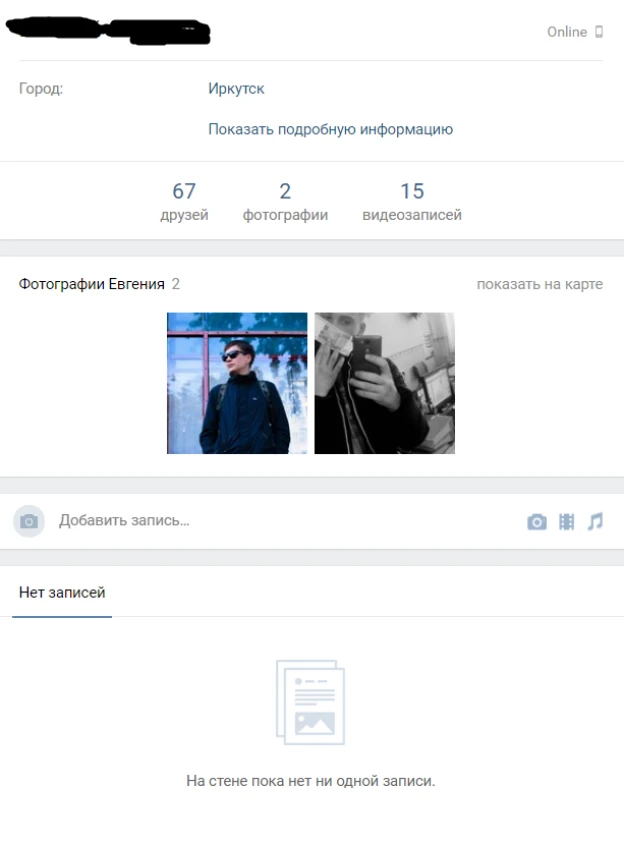 Online
Город: Иркутск
Показать подробную информацию
67 2 15
друзей фотографии видеозаписей
Фотографии Евгения 2 показать на карте
Добавить запись...
Нет записей
На стене пока нет ни одной записи.